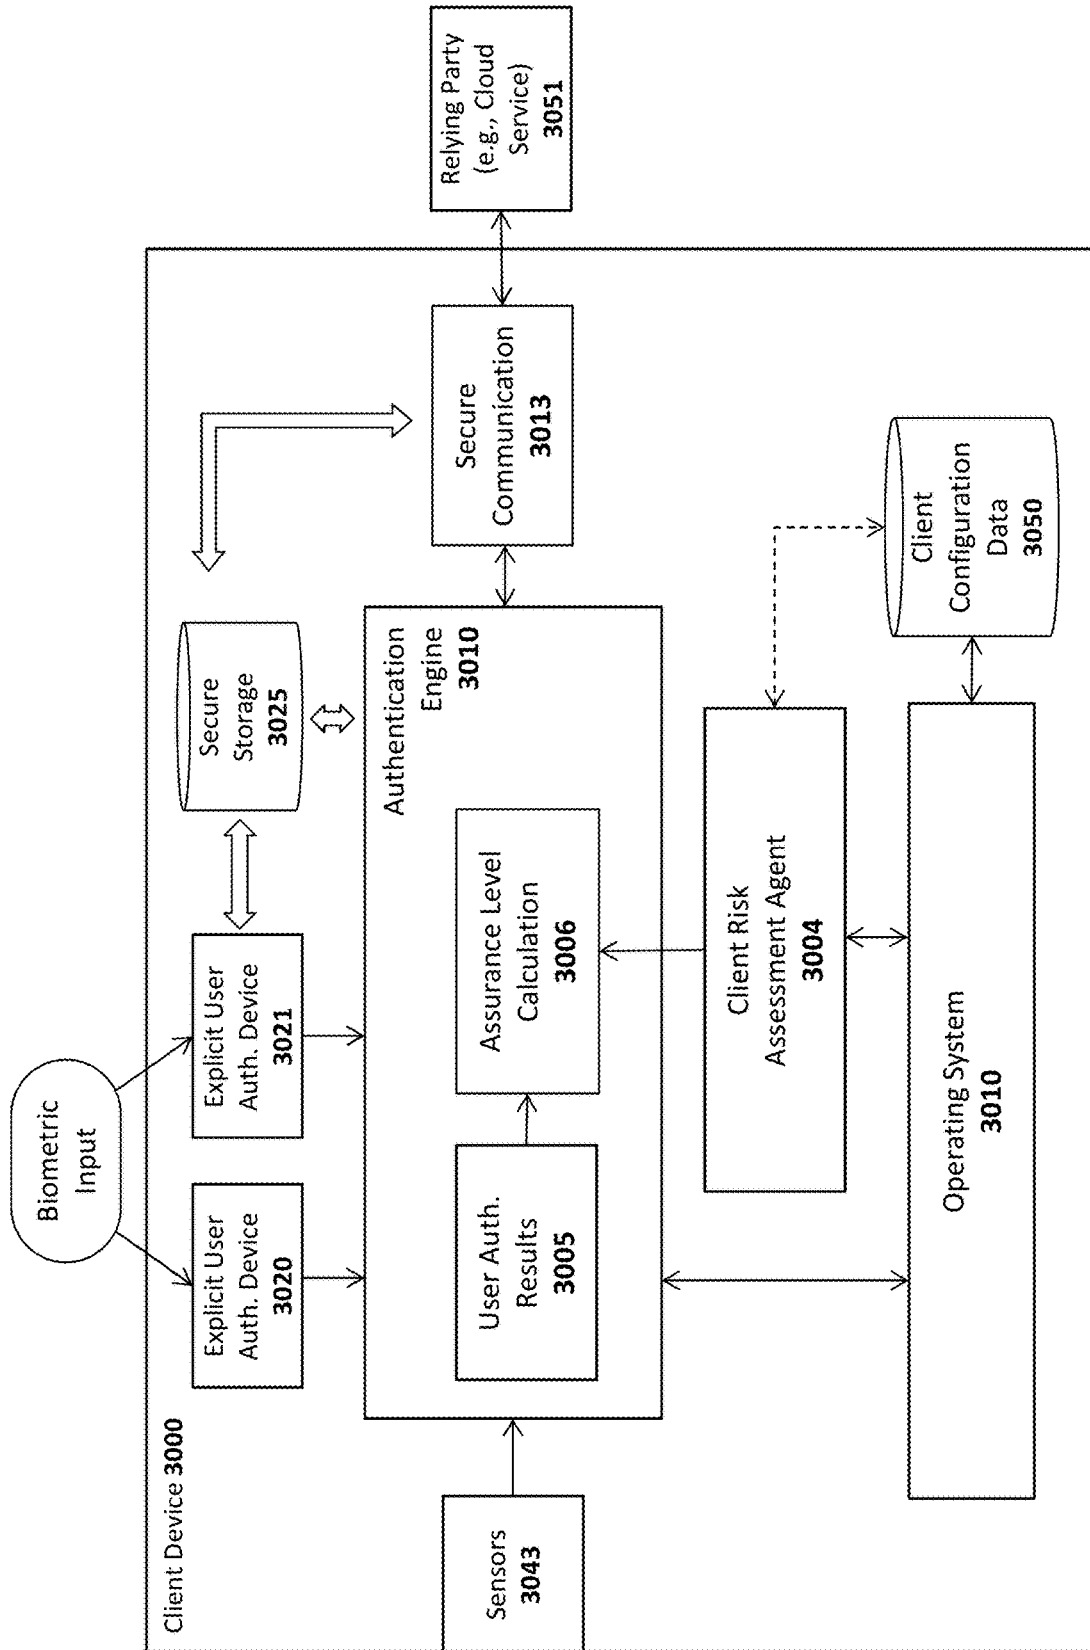 Biometric
Input
Client Device 3000
Explicit User
Auth. Device
3020
Explicit User
Auth. Device
3021
Secure
Storage
3025
Authentication
Engine
3010
Sensors
3043
User Auth.
Results
3005
Assurance Level
Calculation
3006
Secure
Communication
3013
Relying Party
(e.g., Cloud
Service)
3051
Client Risk
Assessment Agent
3004
Client
Configuration
Data
3050
Operating System
3010